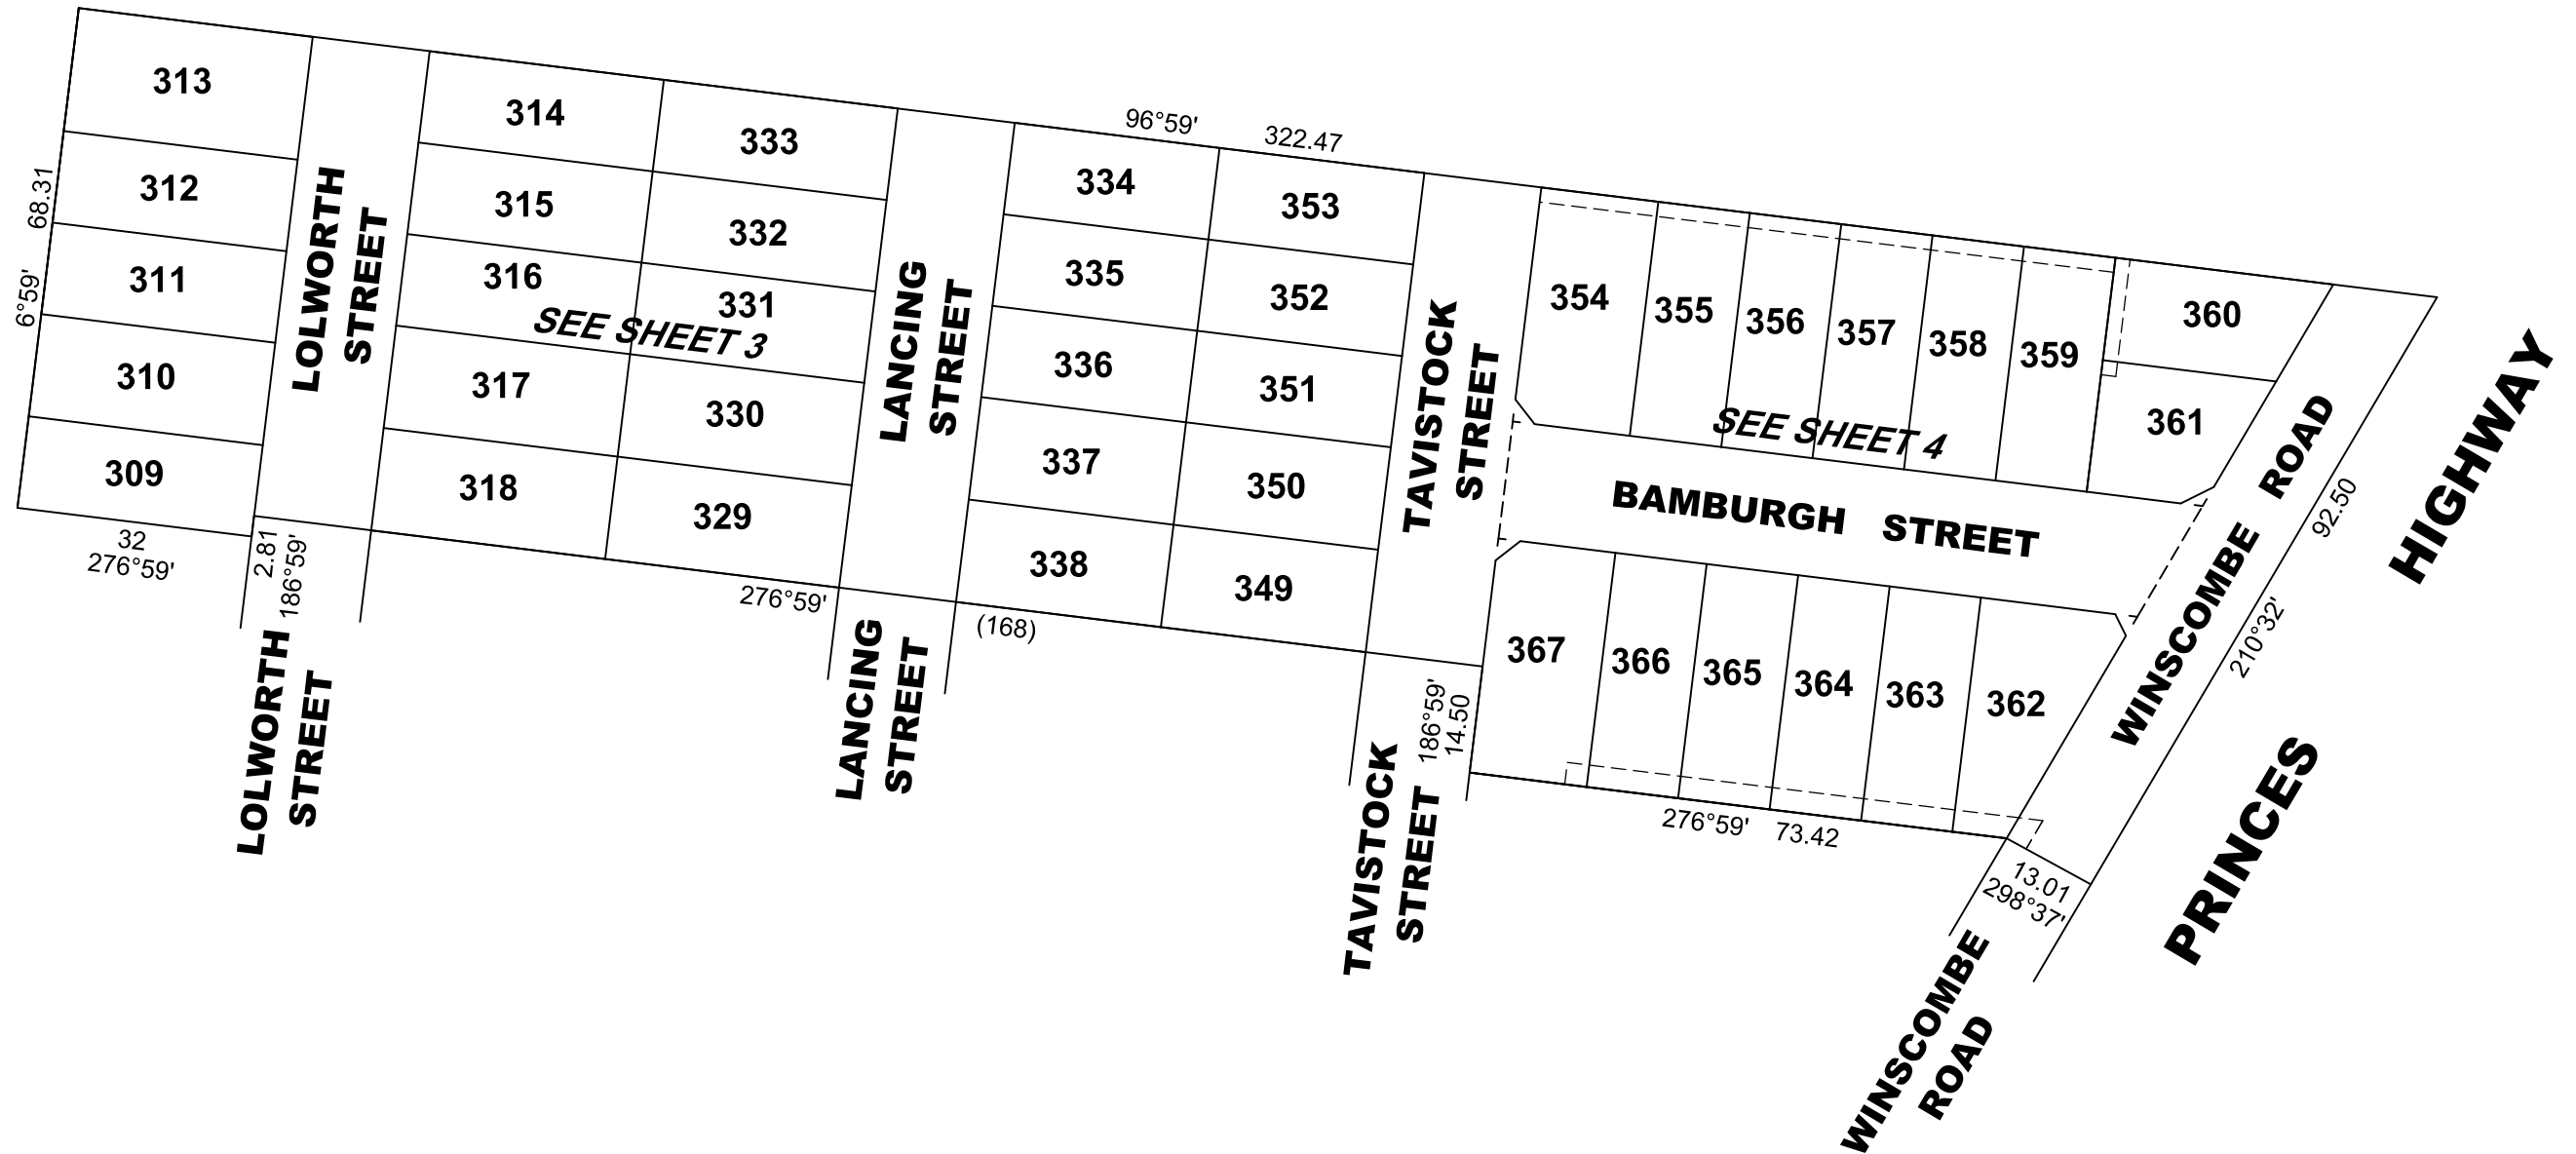 313
312
311
310
309
68.31
6°59'
32
276°59'
LOLWORTH
STREET
2.81
186°59'
LOLWORTH
STREET
314
315
316
317
318
333
332
331
330
329
SEE SHEET 3
276°59'
LANCING
STREET
LANCING
STREET
(168)
96°59' 322.47
334
335
336
337
338
353
352
351
350
349
TAVISTOCK
STREET
186°59'
14.50
TAVISTOCK
STREET
354
355
356
357
358
359
360
361
SEE SHEET 4
BAMBURGH STREET
367
366
365
364
363
362
276°59' 73.42
WINSCOMBE ROAD
92.50
210°32'
13.01
298°37'
WINSCOMBE
ROAD
PRINCES HIGHWAY